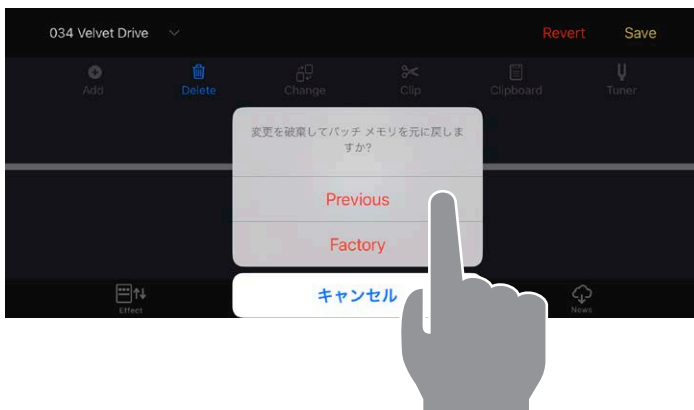 034 Velvet Drive
Revert
Save
Add
Delete
Change
Clip
Clipboard
Tuner
変更を破棄してパッチ メモリを元に戻しま
すか?
Previous
Factory
キャンセル
Effect
News